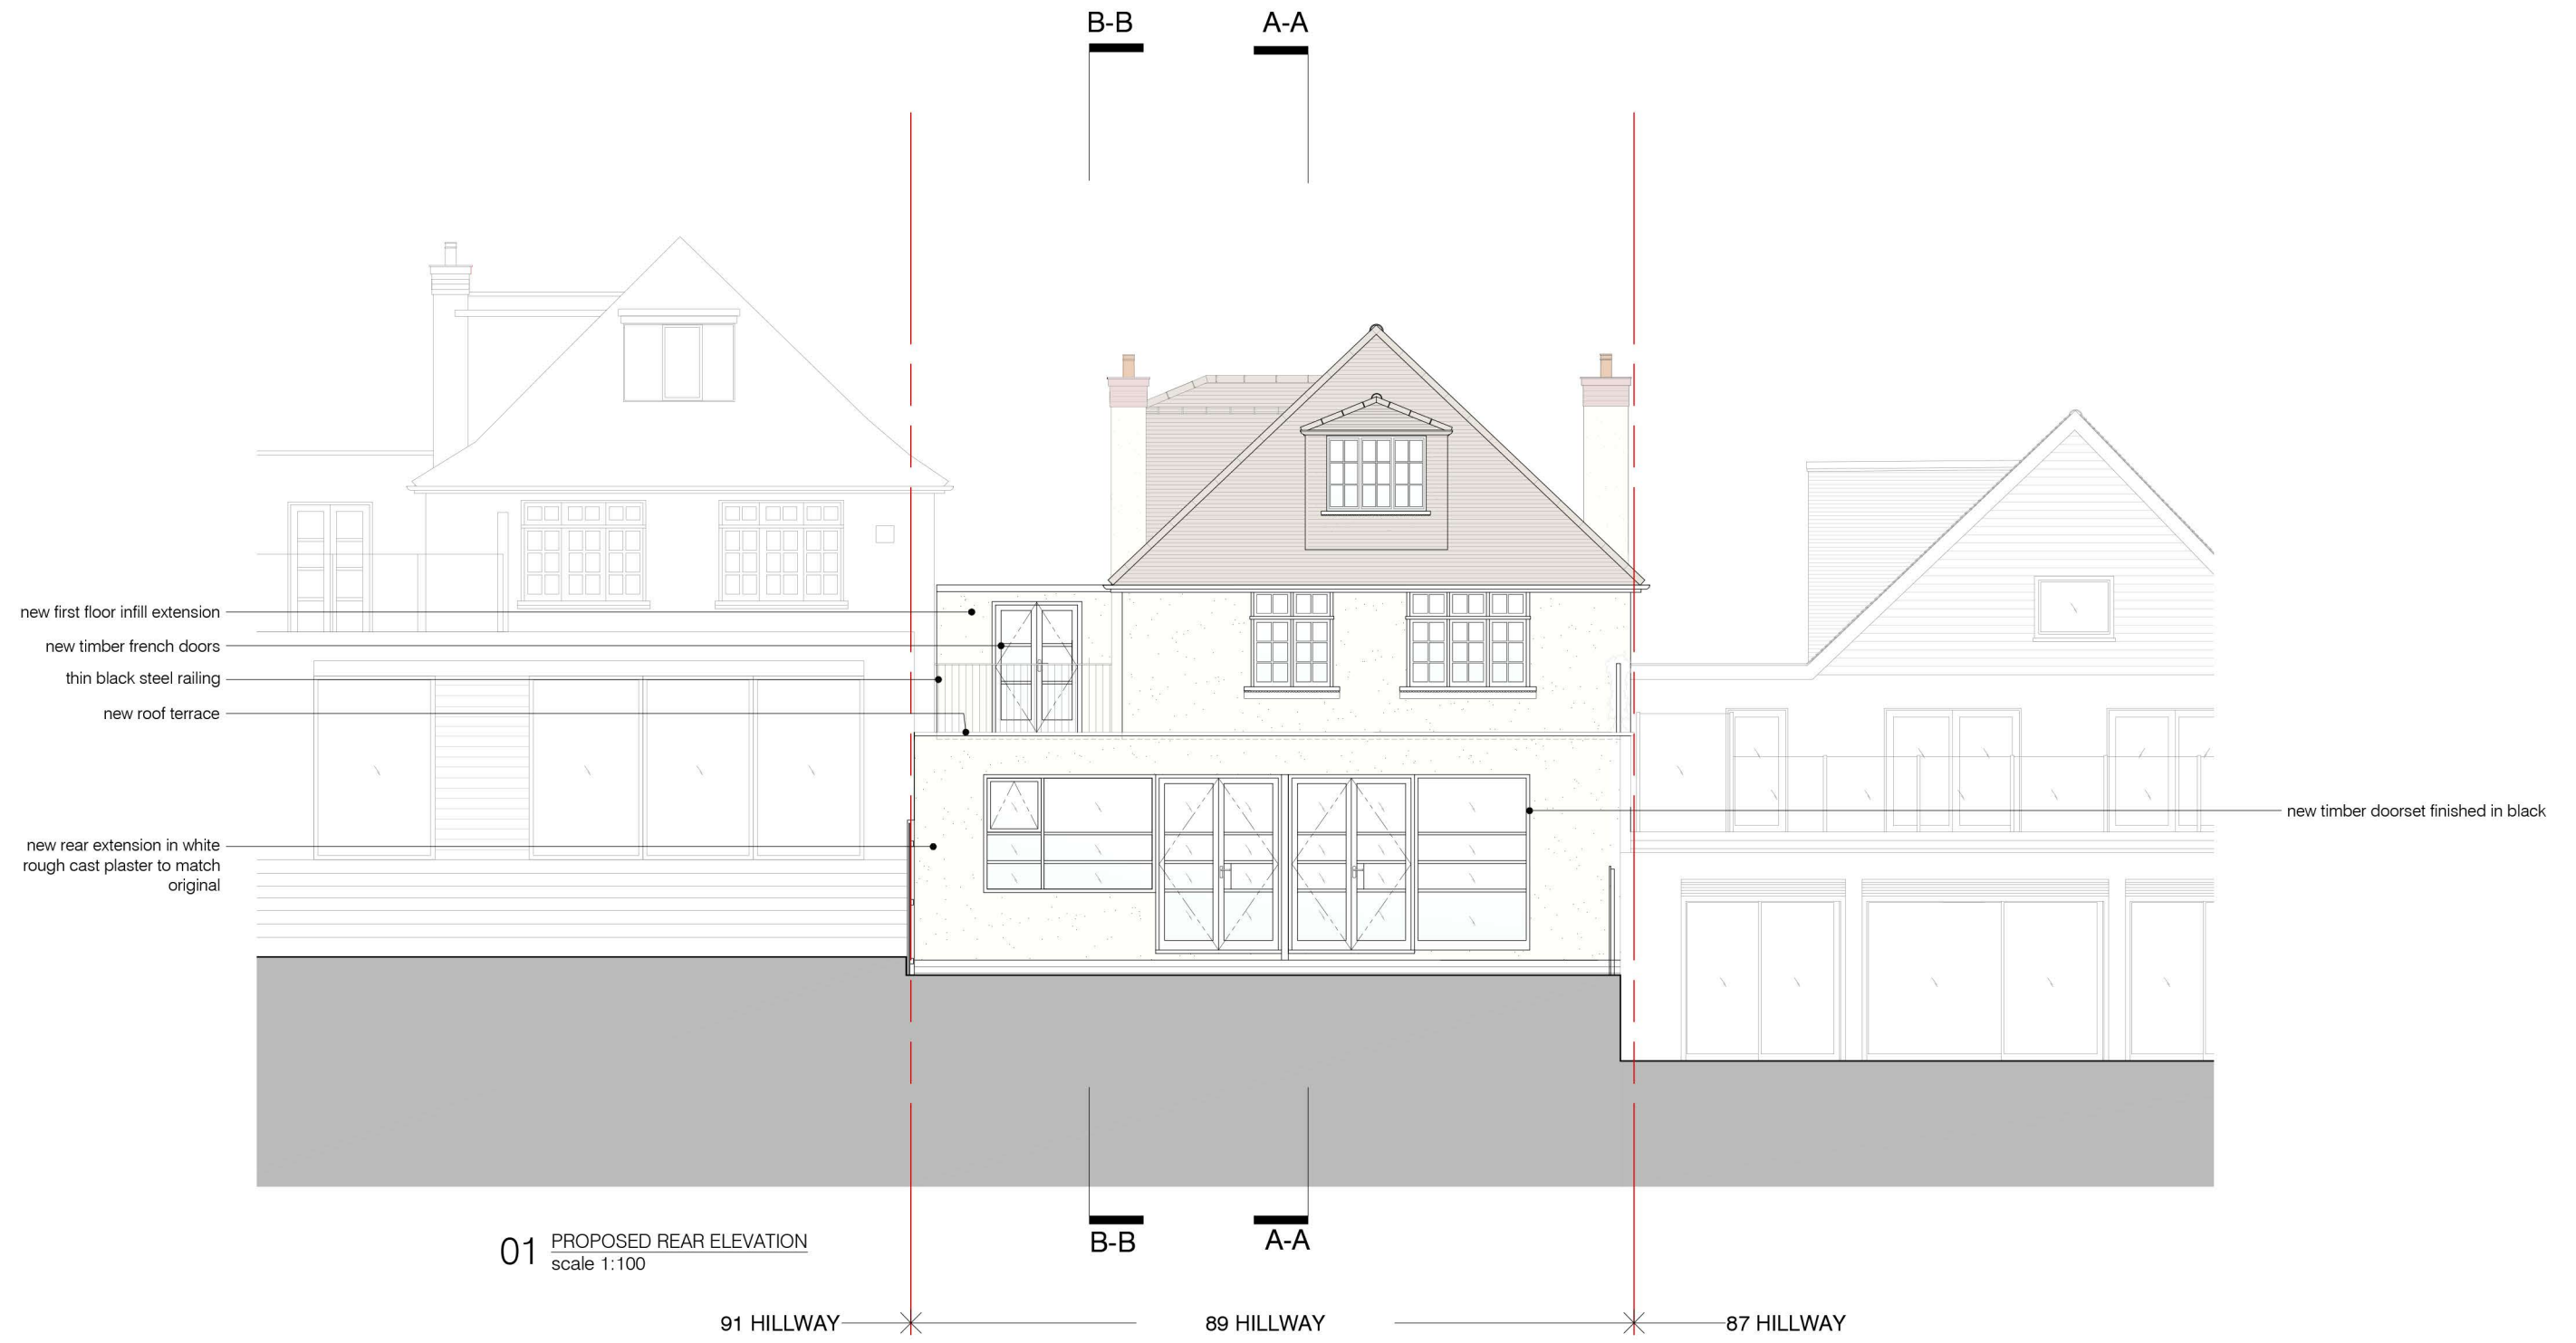 B-B
A-A
new first floor infill extension
new timber french doors
thin black steel railing
new roof terrace
new rear extension in white
rough cast plaster to match
original
new timber doorset finished in black
B-B
A-A
01 PROPOSED REAR ELEVATION
scale 1:100
91 HILLWAY
89 HILLWAY
87 HILLWAY